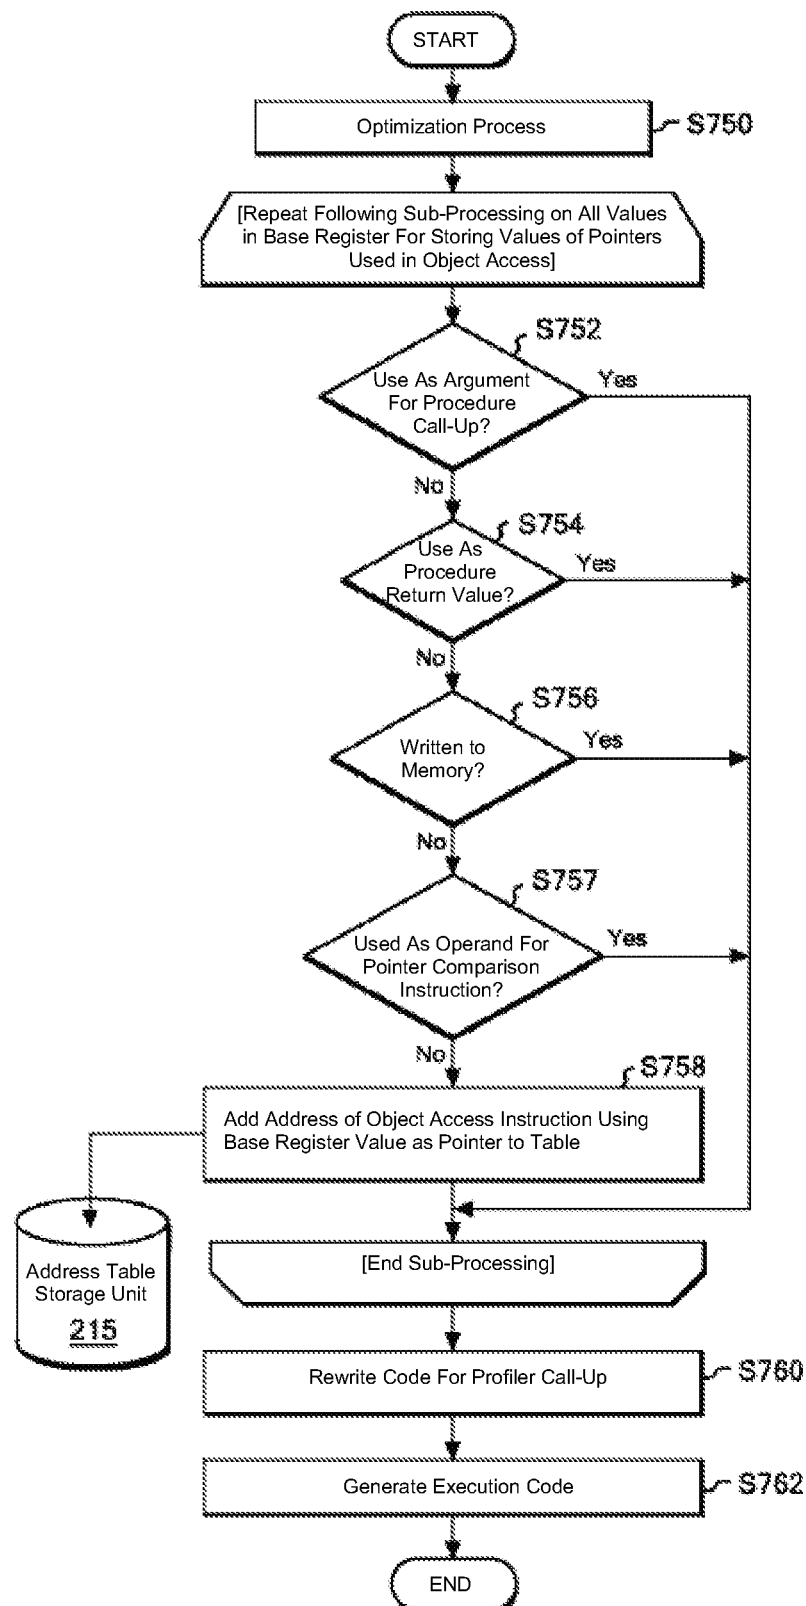 START
Optimization Process
S750
[Repeat Following Sub-Processing on All Values
in Base Register For Storing Values of Pointers
Used in Object Access]
S752
Use As Argument
For Procedure
Call-Up?
Yes
No
S754
Use As
Procedure
Return Value?
Yes
No
S756
Written to
Memory?
Yes
No
S757
Used As Operand For
Pointer Comparison
Instruction?
Yes
No
S758
Add Address of Object Access Instruction Using
Base Register Value as Pointer to Table
Address Table
Storage Unit
215
[End Sub-Processing]
Rewrite Code For Profiler Call-Up
S760
Generate Execution Code
S762
END